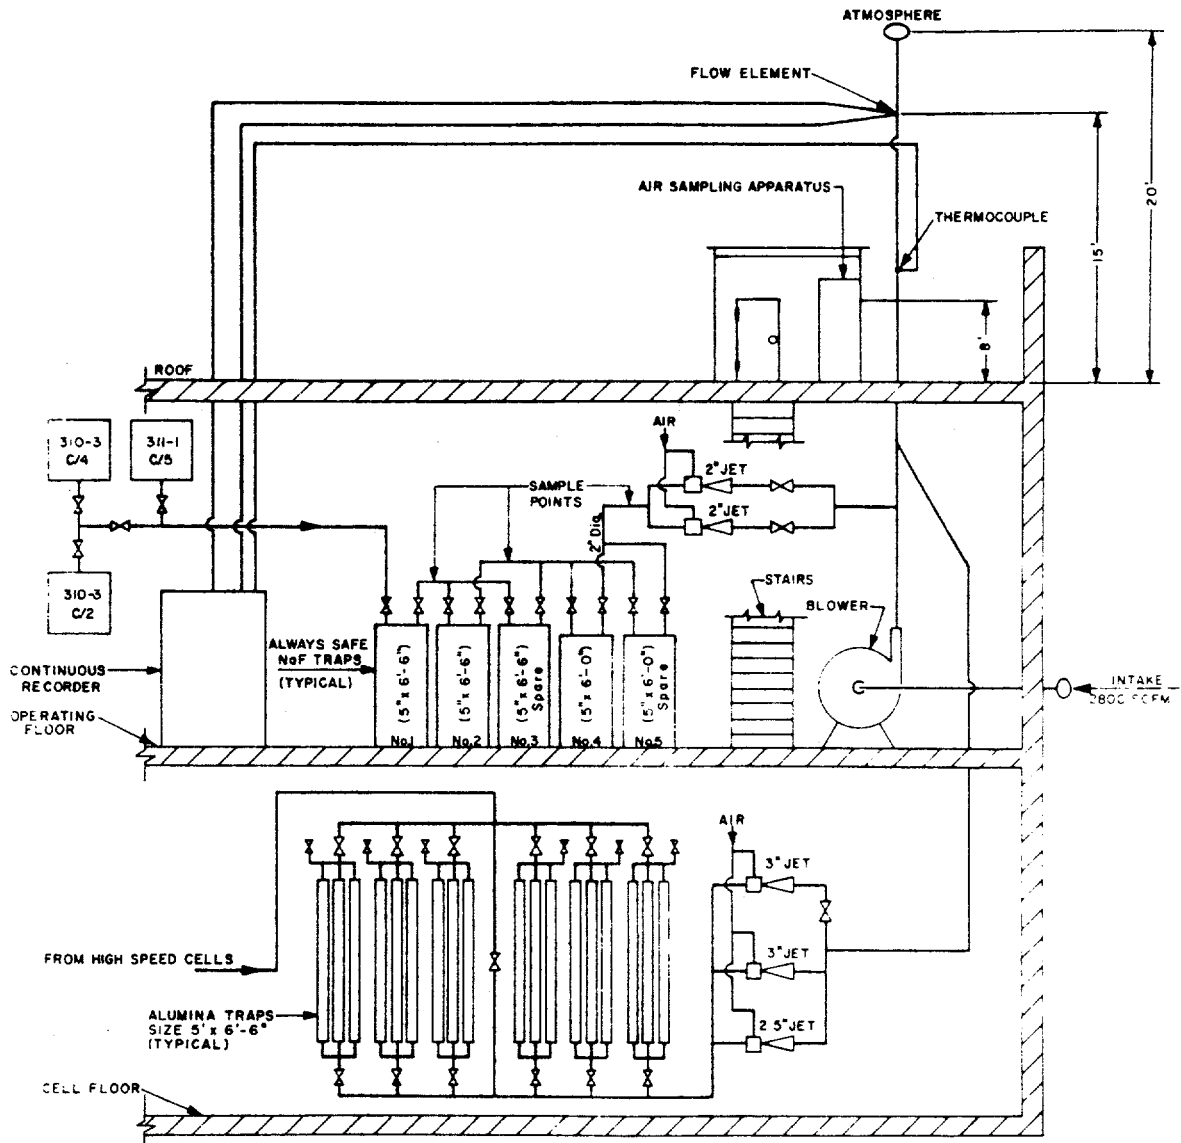 ATMOSPHERE
FLOW ELEMENT
AIR SAMPLING APPARATUS
THERMOCOUPLE
20'
15'
8'
ROOF
310-3
C/4
311-1
C/5
AIR
2" JET
2" JET
SAMPLE
POINTS
2" Dia.
310-3
C/2
STAIRS
BLOWER
ALWAYS SAFE
NaF TRAPS
(TYPICAL)
CONTINUOUS
RECORDER
OPERATING
FLOOR
(5" x 6'-6")
No.1
(5" x 6'-6")
No.2
(5" x 6'-6")
Spare
No.3
(5" x 6'-0")
No.4
(5" x 6'-0")
Spare
No.5
INTAKE
2800 SCFM
AIR
3" JET
3" JET
2.5" JET
FROM HIGH SPEED CELLS
ALUMINA TRAPS
SIZE 5' x 6'-6"
(TYPICAL)
CELL FLOOR